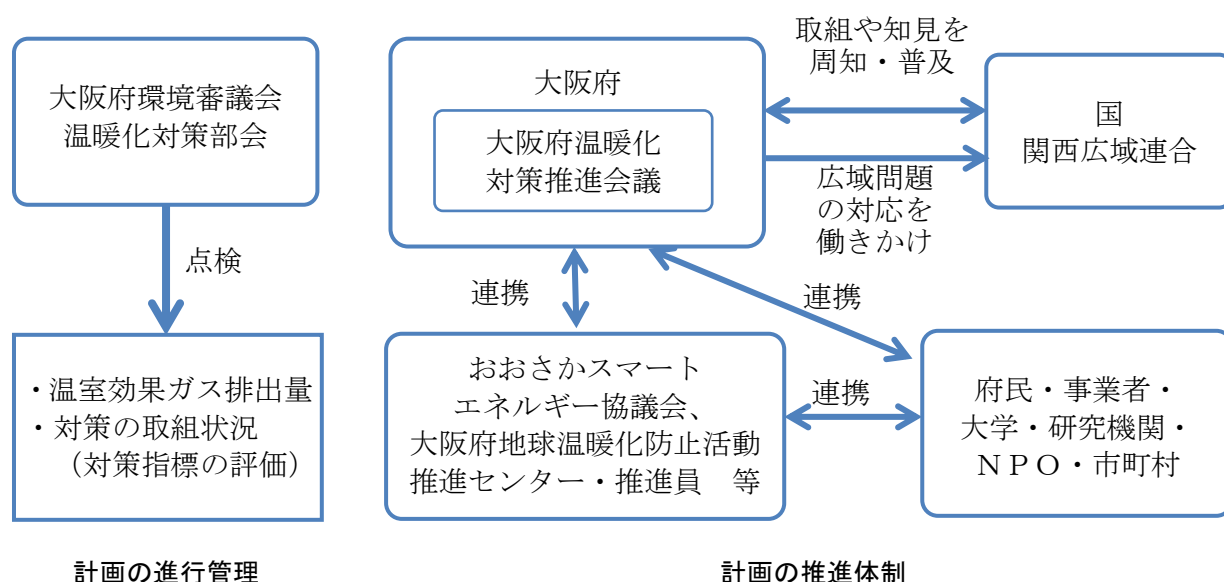 大阪府環境審議会
温暖化対策部会
点検
・温室効果ガス排出量
・対策の取組状況
（対策指標の評価）
計画の進行管理
大阪府
大阪府温暖化
対策推進会議
取組や知見を
周知・普及
広域問題
の対応を
働きかけ
国
関西広域連合
連携
連携
おおさかスマート
エネルギー協議会、
大阪府地球温暖化防止活動
推進センター・推進員　等
連携
府民・事業者・
大学・研究機関・
ＮＰＯ・市町村
計画の推進体制